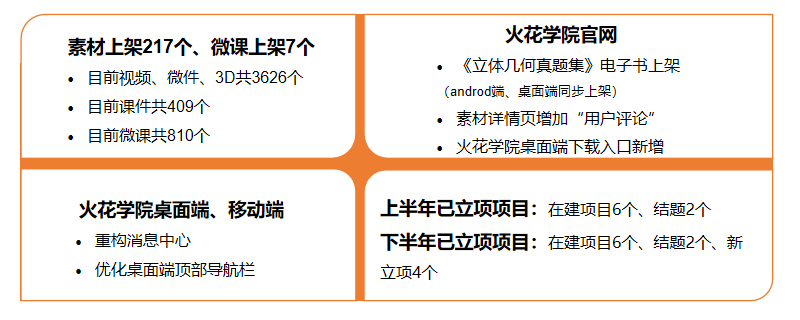 素材上架217个、微课上架7个
• 目前视频、微件、3D共3626个
• 目前课件共409个
• 目前微课共810个
火花学院官网
• 《立体几何真题集》电子书上架
（androd端、桌面端同步上架）
• 素材详情页增加“用户评论”
• 火花学院桌面端下载入口新增
火花学院桌面端、移动端
• 重构消息中心
• 优化桌面端顶部导航栏
上半年已立项项目：在建项目6个、结题2个
下半年已立项项目：在建项目6个、结题2个、新
立项4个